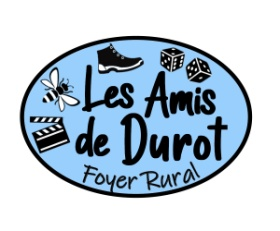 Les Amis
de Durot
Foyer Rural